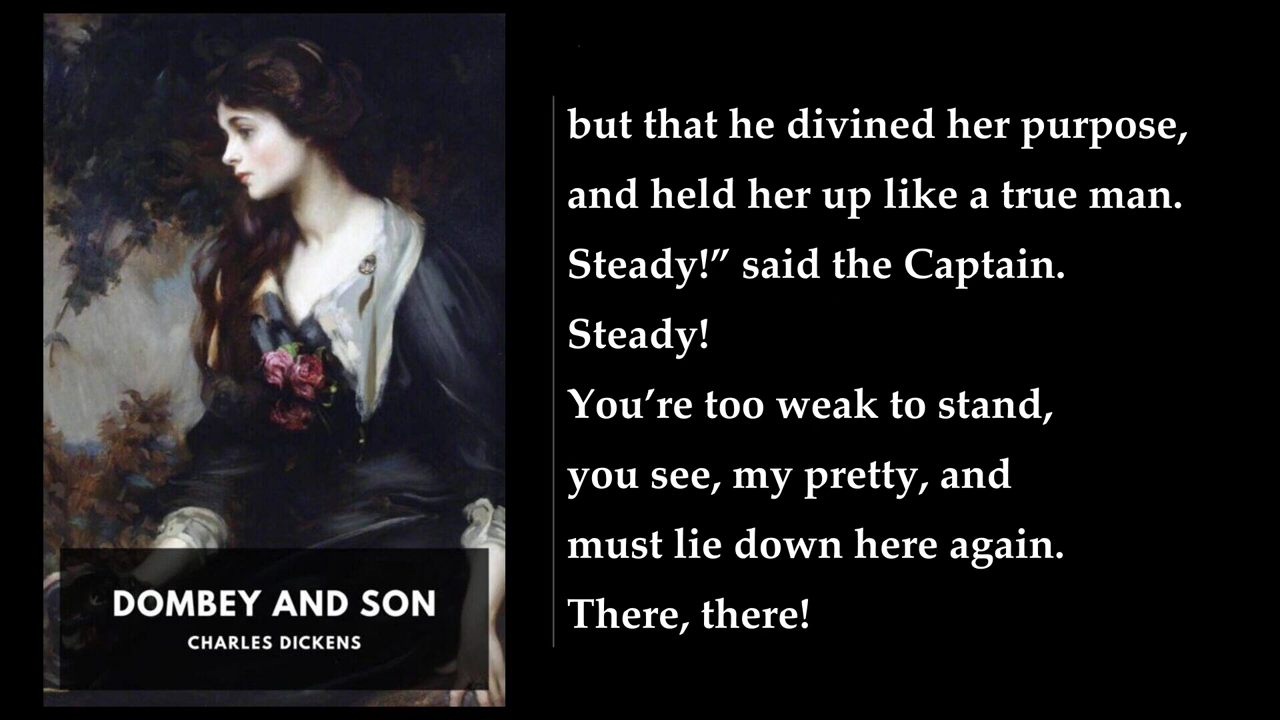 DOMBEY AND SON
CHARLES DICKENS
but that he divined her purpose,
and held her up like a true man.
Steady!” said the Captain.
Steady!
You’re too weak to stand,
you see, my pretty, and
must lie down here again.
There, there!